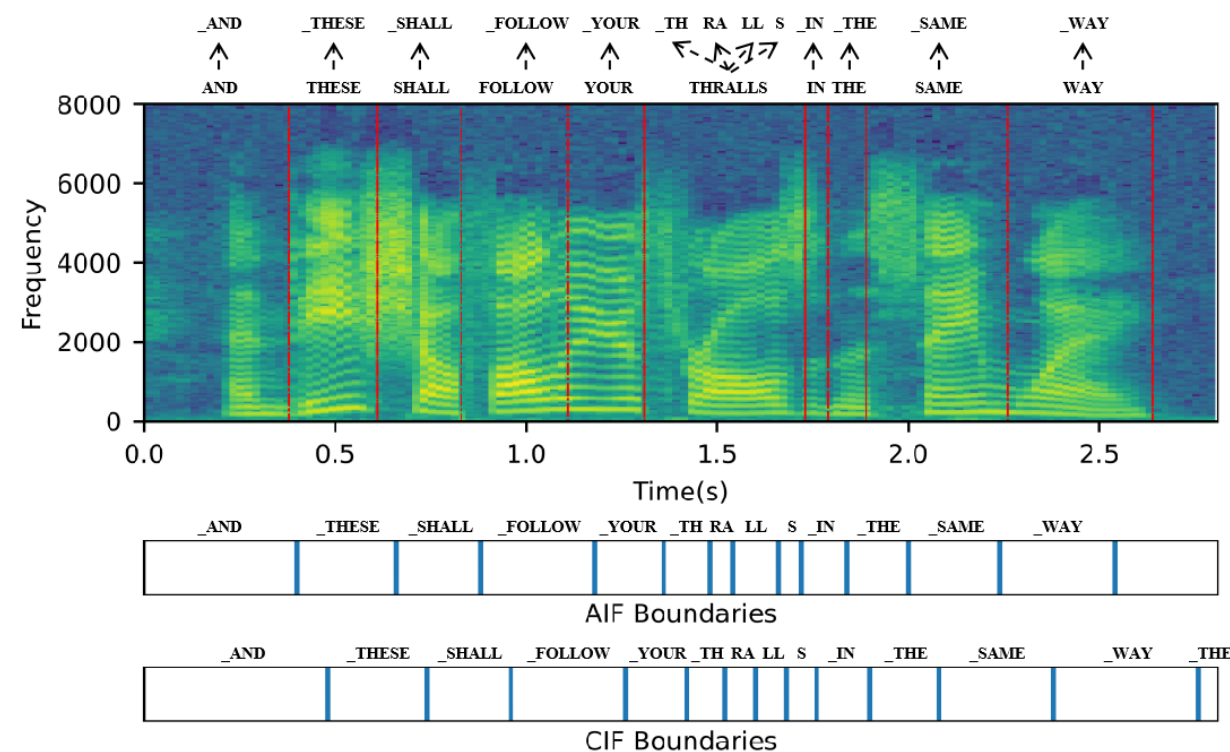 _AND _THESE _SHALL _FOLLOW _YOUR _TH RA LL S _IN _THE _SAME _WAY
AND THESE SHALL FOLLOW YOUR THRALLS IN THE SAME WAY
8000
6000
4000
2000
0
Frequency
0.0 0.5 1.0 1.5 2.0 2.5
Time(s)
_AND _THESE _SHALL _FOLLOW _YOUR _TH RA LL S _IN _THE _SAME _WAY
AIF Boundaries
_AND _THESE _SHALL _FOLLOW _YOUR _TH RA LL S _IN _THE _SAME _WAY _THE
CIF Boundaries